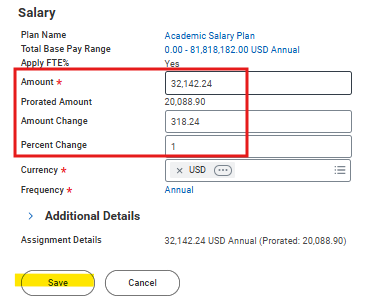 Salary
Plan Name Academic Salary Plan
Total Base Pay Range 0.00 - 81,818,182.00 USD Annual
Apply FTE% Yes
Amount * 32,142.24
Prorated Amount 20,088.90
Amount Change 318.24
Percent Change 1
Currency * × USD ...
Frequency * Annual
> Additional Details
Assignment Details 32,142.24 USD Annual (Prorated: 20,088.90)
Save Cancel